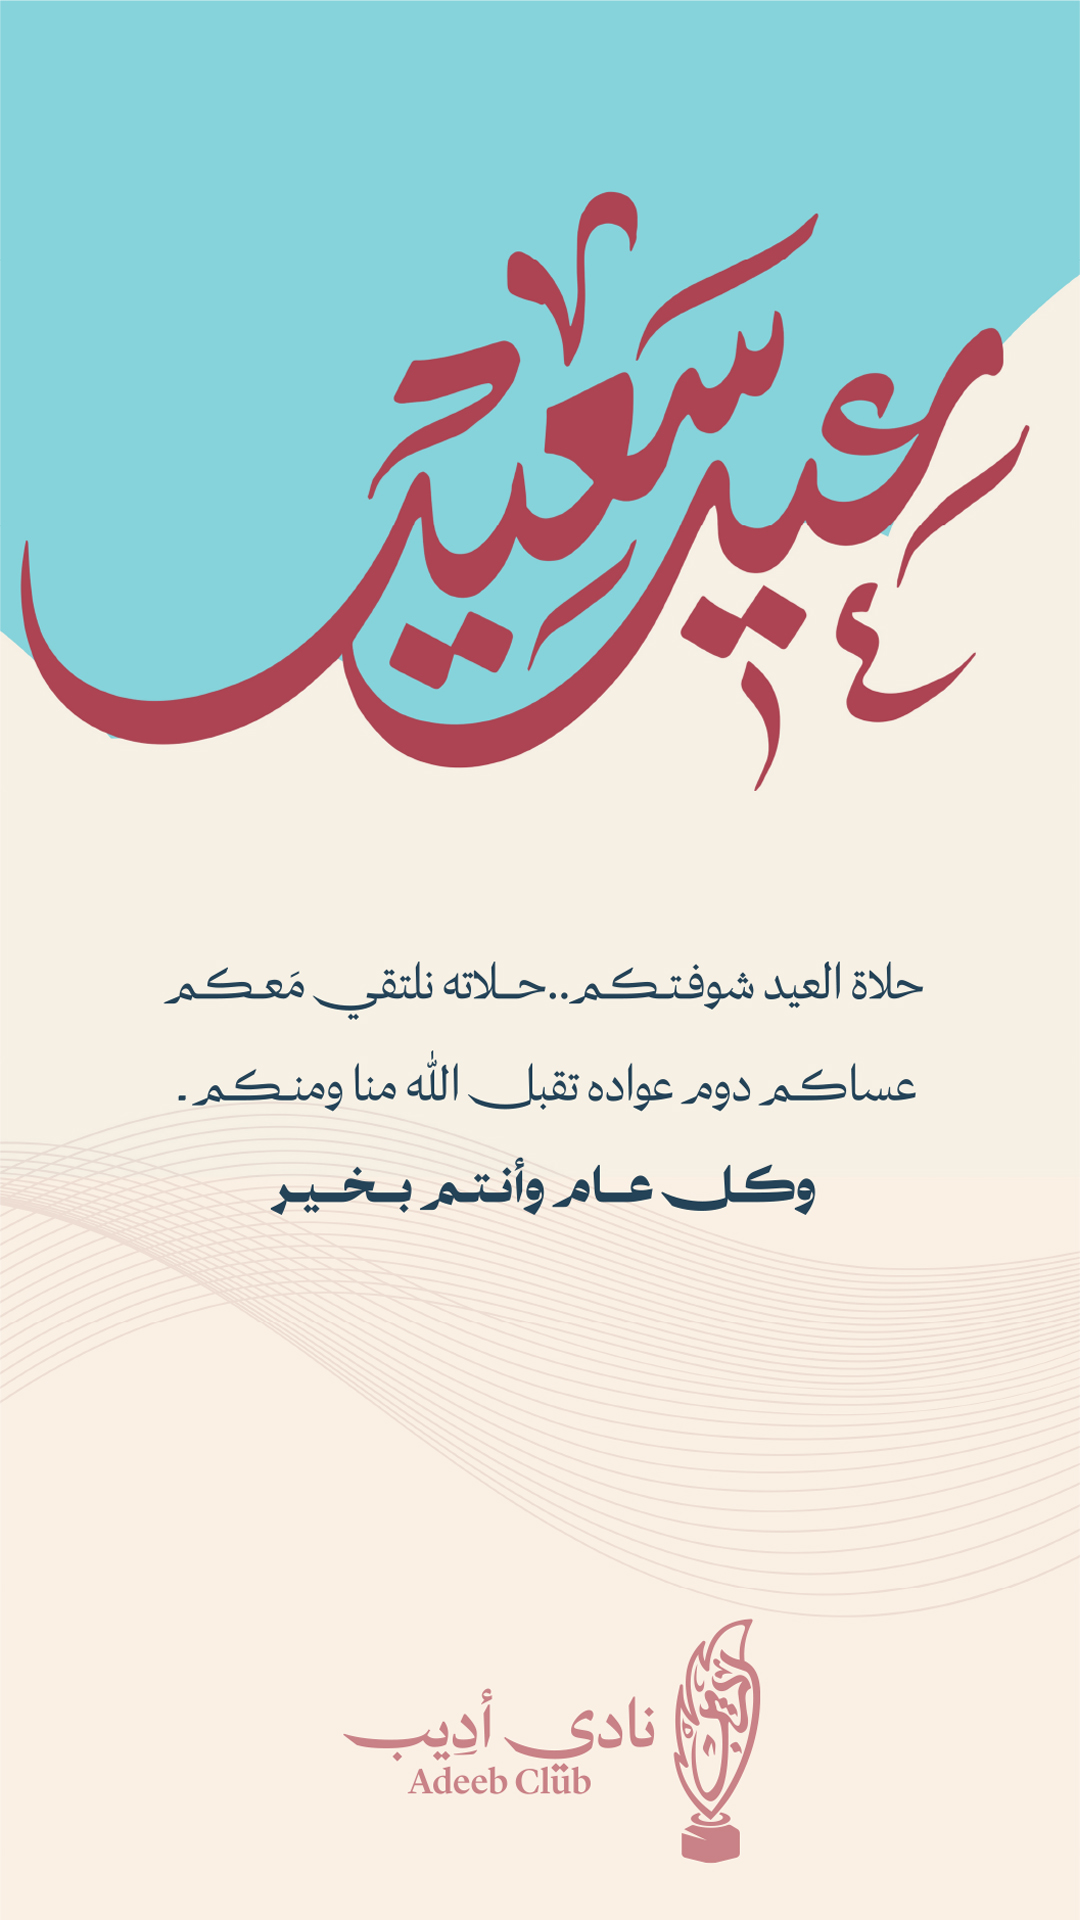 عيد سعيد
حلاة العيد شوفتكم..حلاته نلتقي مَعكم
عساكم دوم عواده تقبل الله منا ومنكم.
وكل عام وأنتم بخير
نادي أدِيب
Adeeb Club